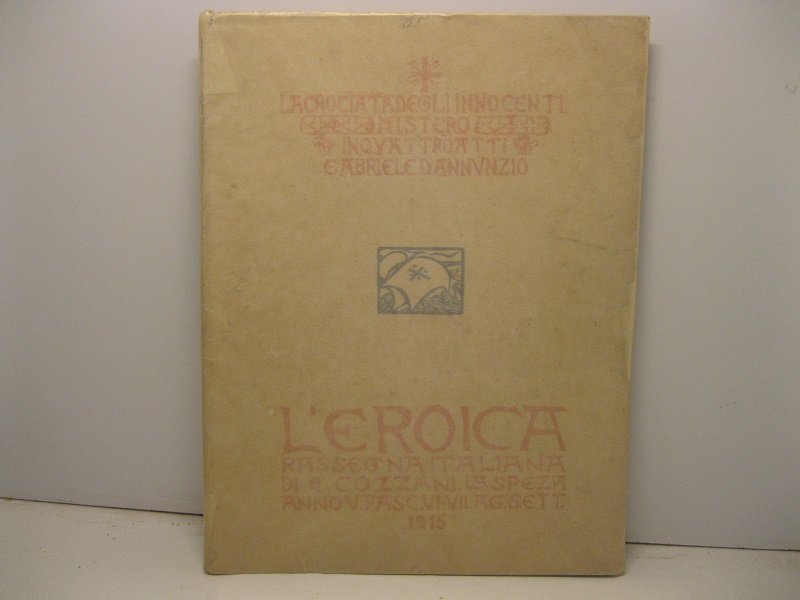 LA CROCIATA DEGLI INNOCENTI
MISTERO
IN QVATTRO ATTI
GABRIELE D'ANNVNZIO
L'EROICA
RASSEGNA ITALIANA
DI E. COZZANI. LA SPEZA
ANNO V. FASC. VI-VII. AG. SETT.
1915